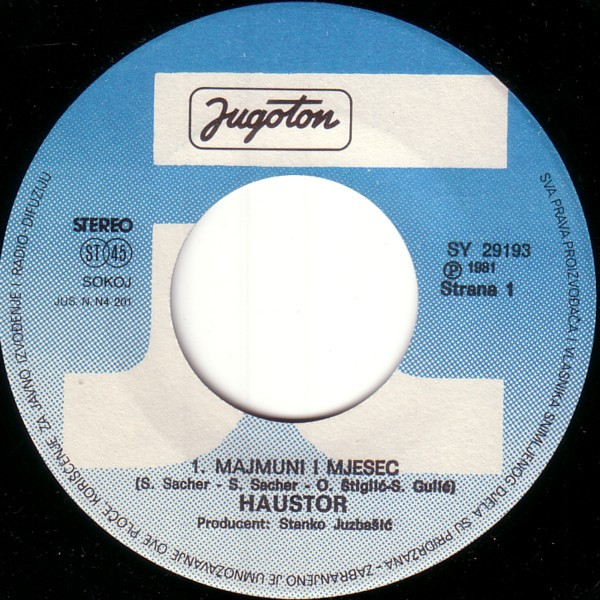 Jugoton
STEREO
ST 45
SOKOJ
JUS. N. N4 201
SY 29193
℗ 1981
Strana 1
1. MAJMUNI I MJESEC
(S. Sacher - S. Sacher - O. Štiglić-S. Gulić)
HAUSTOR
Producent: Stanko Juzbašić
SVA PRAVA PROIZVOĐAČA I VLASNIKA SNIMLJENOG DJELA SU PRIDRŽANA - ZABRANJENO JE UMNOŽAVANJE OVE PLOČE, KORIŠĆENJE ZA JAVNO IZVOĐENJE I RADIO-DIFUZIJU